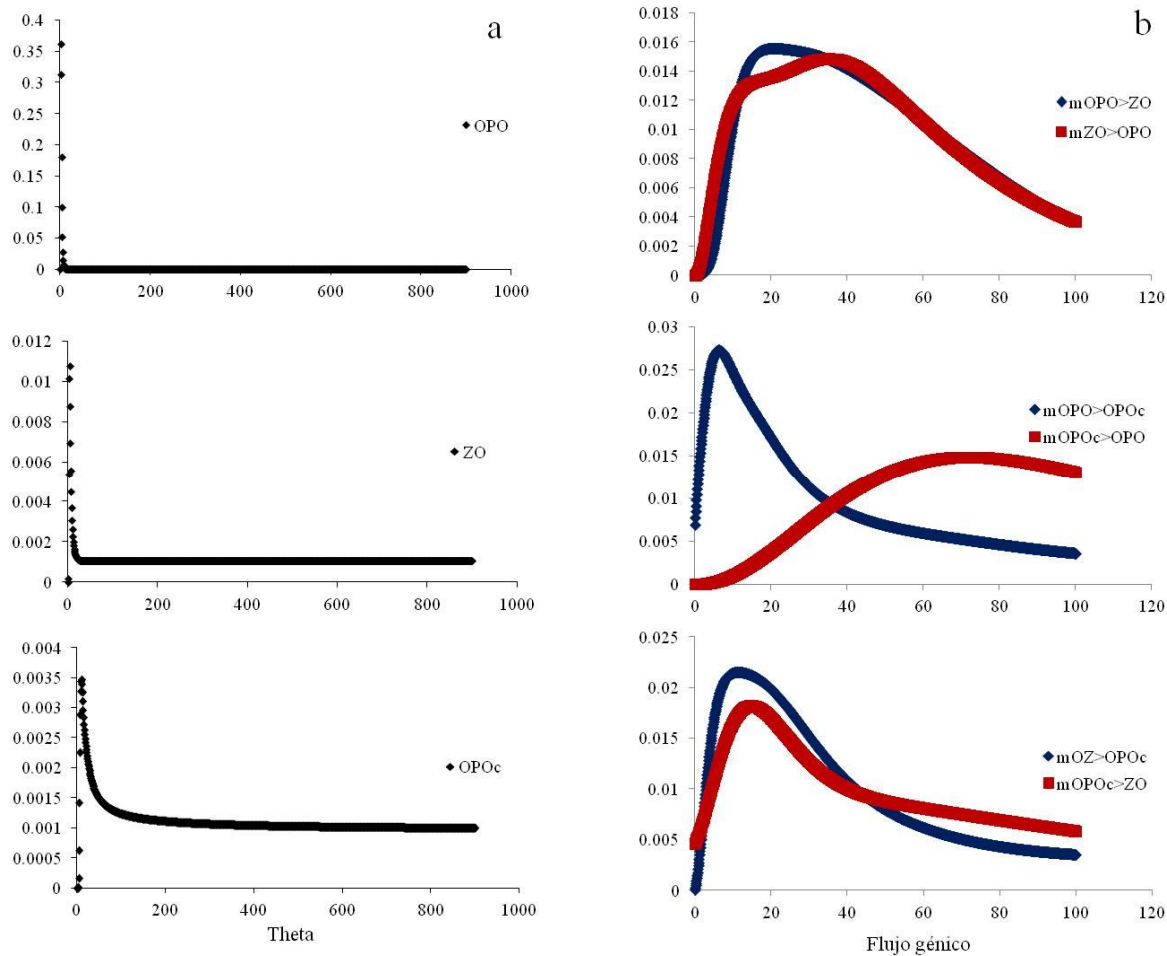 a
0.4
0.35
0.3
0.25
0.2
0.15
0.1
0.05
0
0 200 400 600 800 1000
OPO
0.012
0.01
0.008
0.006
0.004
0.002
0
0 200 400 600 800 1000
ZO
0.004
0.0035
0.003
0.0025
0.002
0.0015
0.001
0.0005
0
0 200 400 600 800 1000
OPOc
Theta
b
0.018
0.016
0.014
0.012
0.01
0.008
0.006
0.004
0.002
0
0 20 40 60 80 100 120
mOPO>ZO
mZO>OPO
0.03
0.025
0.02
0.015
0.01
0.005
0
0 20 40 60 80 100 120
mOPO>OPOc
mOPOc>OPO
0.025
0.02
0.015
0.01
0.005
0
0 20 40 60 80 100 120
mOZ>OPOc
mOPOc>ZO
Flujo génico